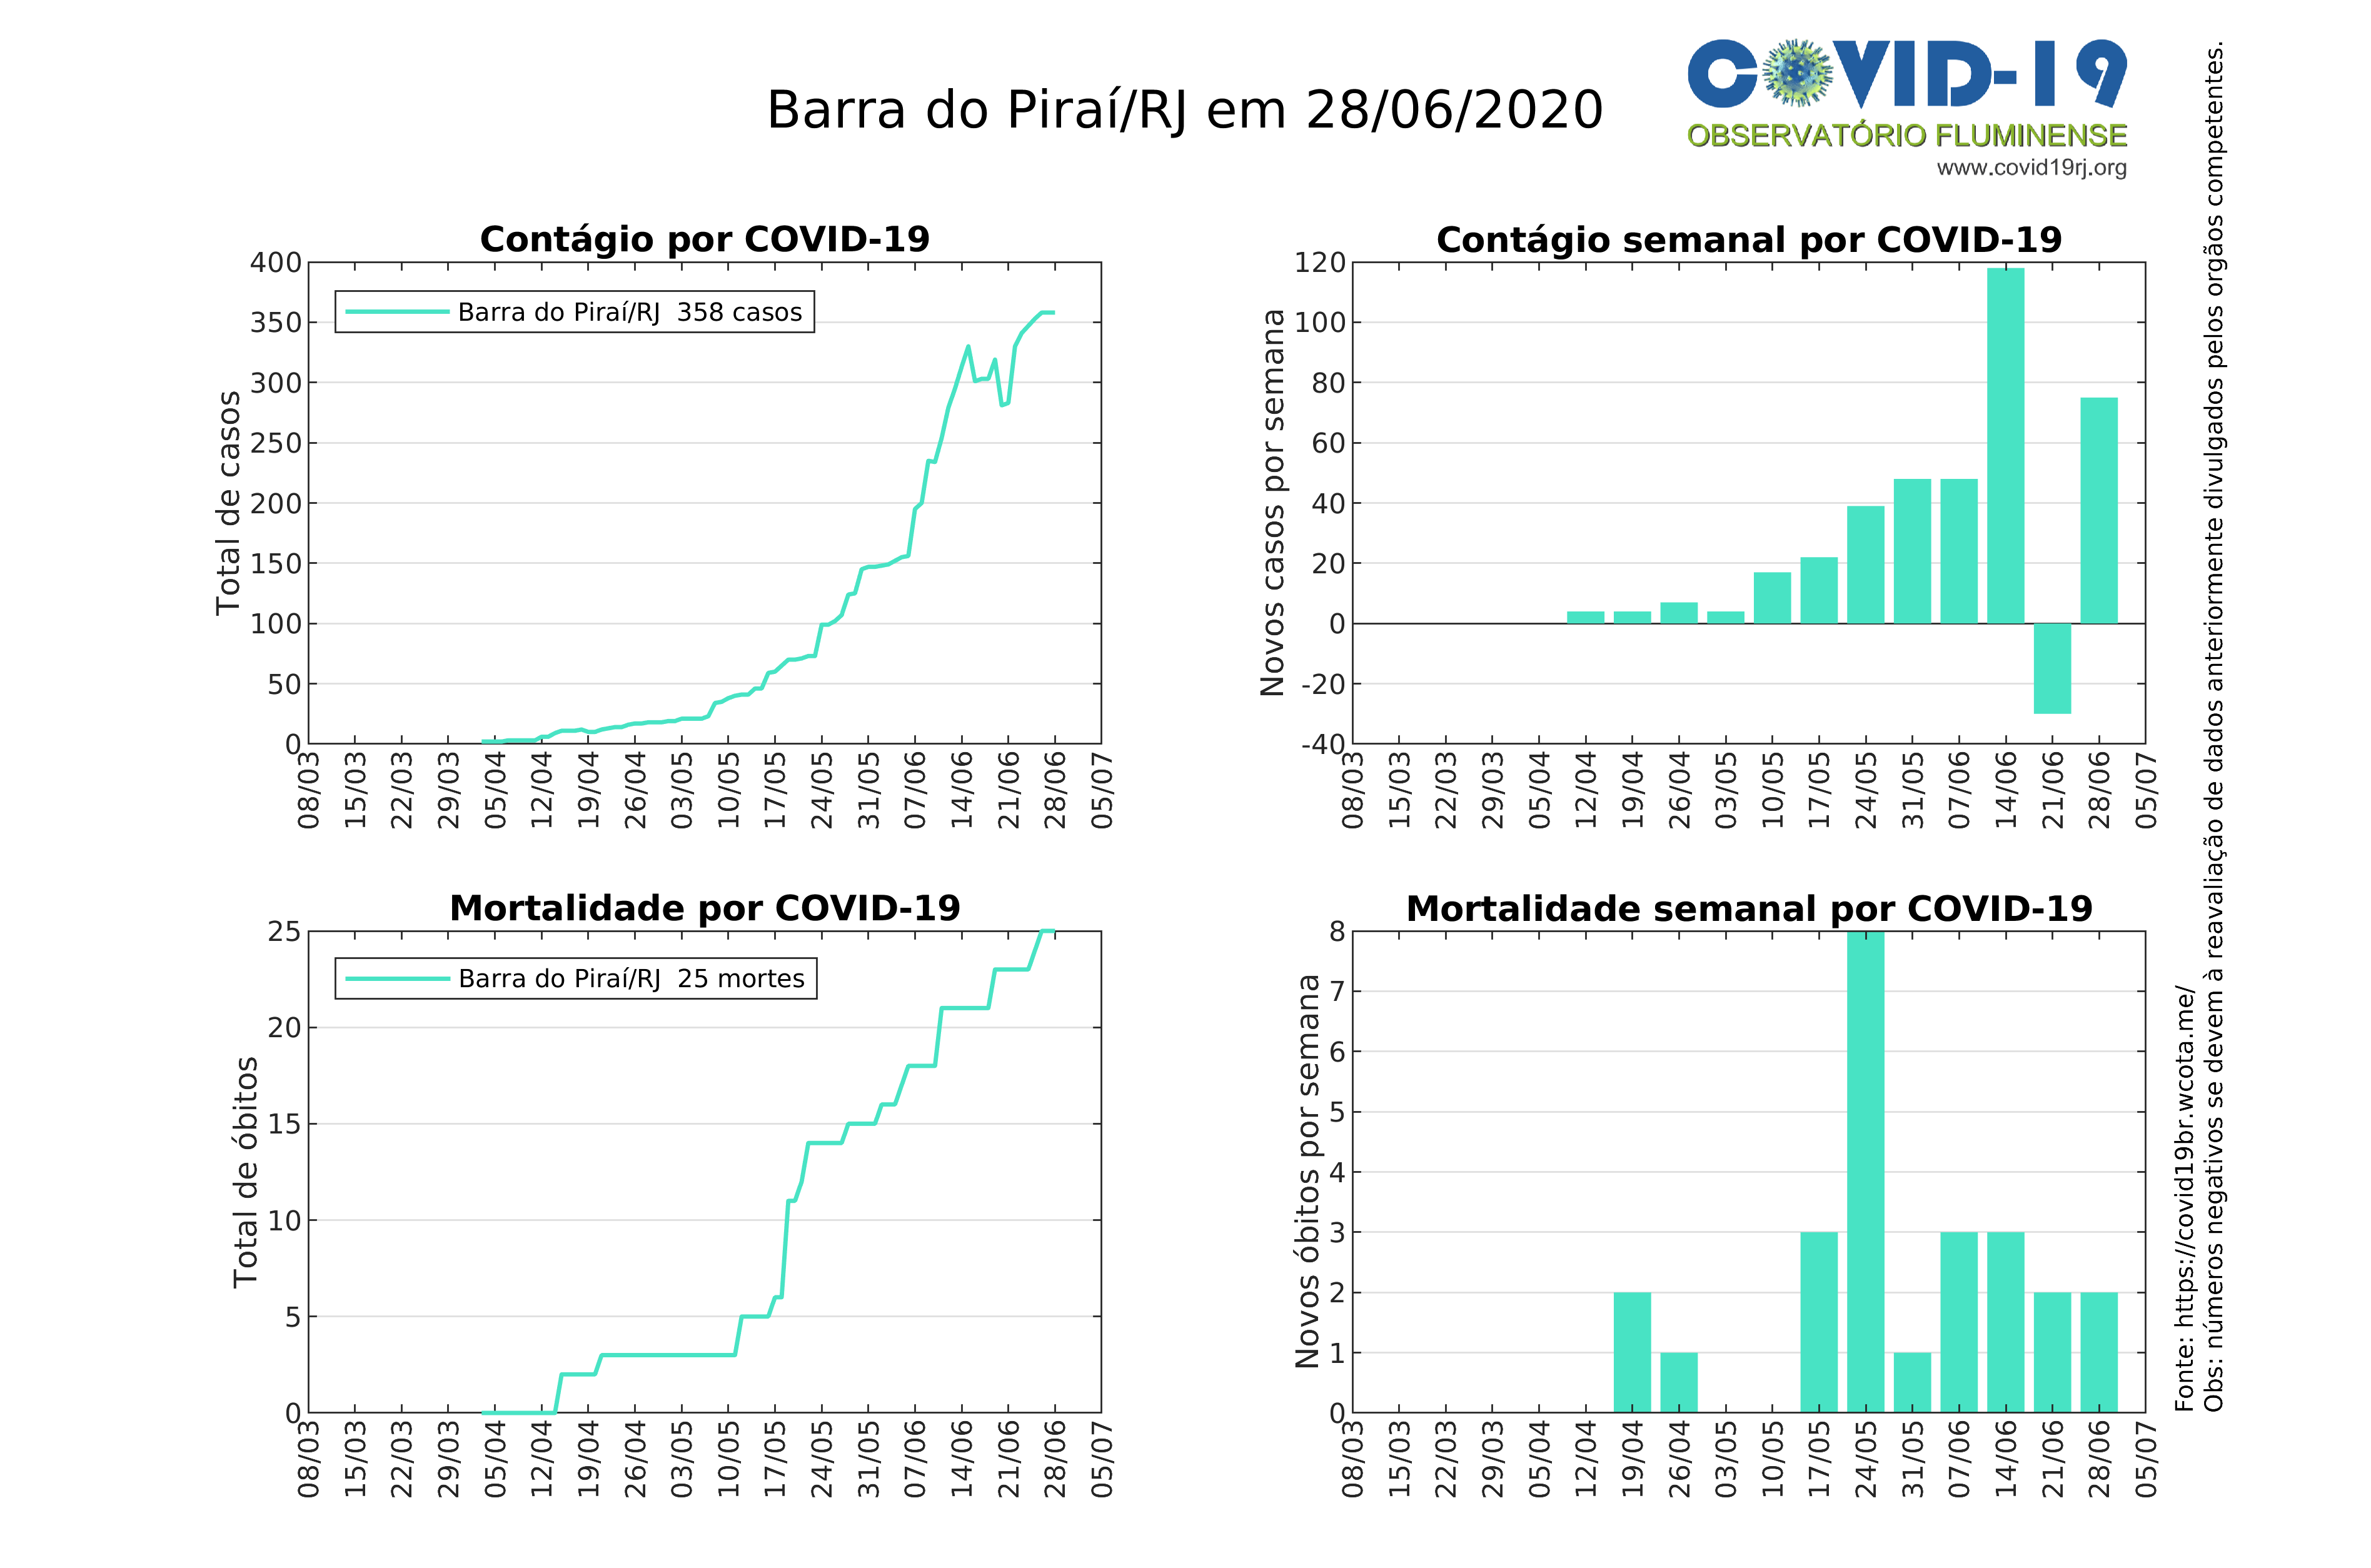 Barra do Piraí/RJ em 28/06/2020
COVID-19
OBSERVATÓRIO FLUMINENSE
www.covid19rj.org
Contágio por COVID-19
Total de casos
400
350
300
250
200
150
100
50
0
Barra do Piraí/RJ 358 casos
08/03 15/03 22/03 29/03 05/04 12/04 19/04 26/04 03/05 10/05 17/05 24/05 31/05 07/06 14/06 21/06 28/06 05/07
Contágio semanal por COVID-19
Novos casos por semana
120
100
80
60
40
20
0
-20
-40
08/03 15/03 22/03 29/03 05/04 12/04 19/04 26/04 03/05 10/05 17/05 24/05 31/05 07/06 14/06 21/06 28/06 05/07
Mortalidade por COVID-19
Total de óbitos
25
20
15
10
5
0
Barra do Piraí/RJ 25 mortes
08/03 15/03 22/03 29/03 05/04 12/04 19/04 26/04 03/05 10/05 17/05 24/05 31/05 07/06 14/06 21/06 28/06 05/07
Mortalidade semanal por COVID-19
Novos óbitos por semana
8
7
6
5
4
3
2
1
0
08/03 15/03 22/03 29/03 05/04 12/04 19/04 26/04 03/05 10/05 17/05 24/05 31/05 07/06 14/06 21/06 28/06 05/07
Fonte: https://covid19br.wcota.me/
Obs: números negativos se devem à reavaliação de dados anteriormente divulgados pelos orgãos competentes.